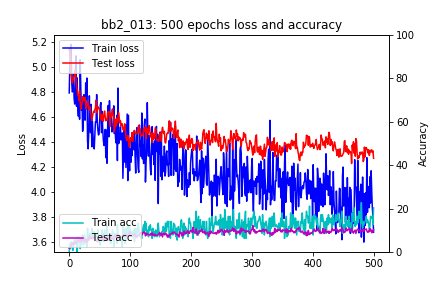 bb2_013: 500 epochs loss and accuracy
5.2
5.0
4.8
4.6
4.4
4.2
4.0
3.8
3.6
Loss
Train loss
Test loss
Train acc
Test acc
100
80
60
40
20
0
Accuracy
0 100 200 300 400 500